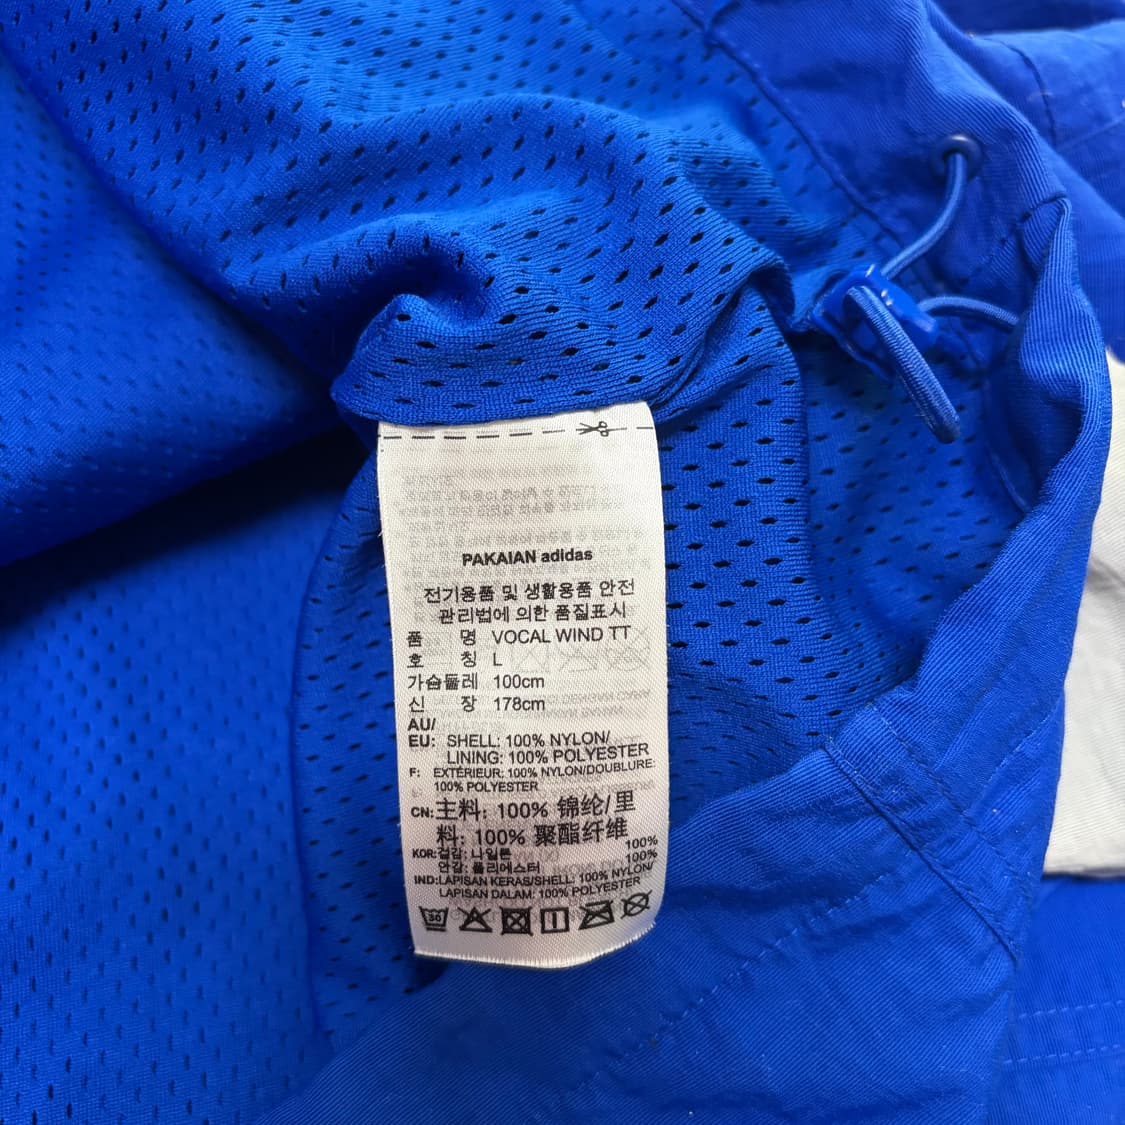 PAKAIAN adidas
전기용품 및 생활용품 안전
관리법에 의한 품질표시
품 명 VOCAL WIND TT
호 칭 L
가슴둘레 100cm
신 장 178cm
AU/
EU: SHELL: 100% NYLON/
LINING: 100% POLYESTER
F: EXTÉRIEUR: 100% NYLON/DOUBLURE:
100% POLYESTER
CN: 主料: 100% 锦纶/里
料: 100% 聚酯纤维
KOR: 겉감: 나일론 100%
안감: 폴리에스터 100%
IND: LAPISAN KERAS/SHELL: 100% NYLON/
LAPISAN DALAM: 100% POLYESTER
30